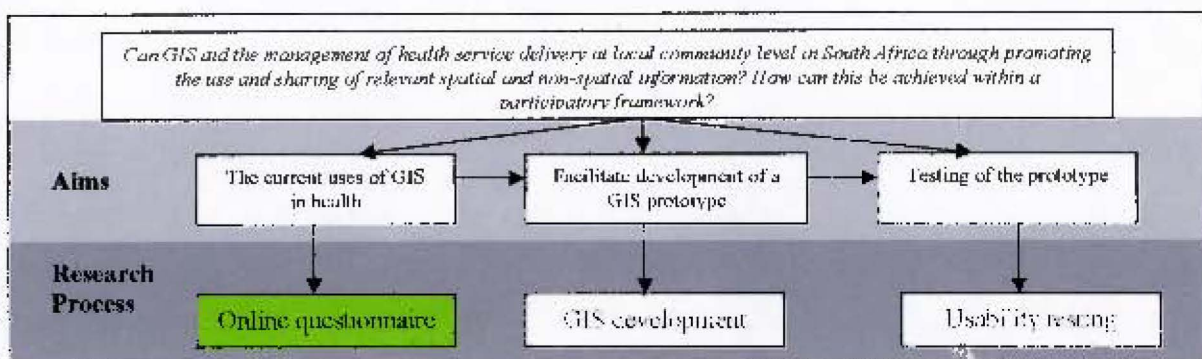 Can GIS aid the management of health service delivery at local community level in South Africa through promoting
the use and sharing of relevant spatial and non-spatial information? How can this be achieved within a
participatory framework?
Aims
The current uses of GIS
in health
Facilitate development of a
GIS prototype
Testing of the prototype
Research
Process
Online questionnaire
GIS development
Usability testing